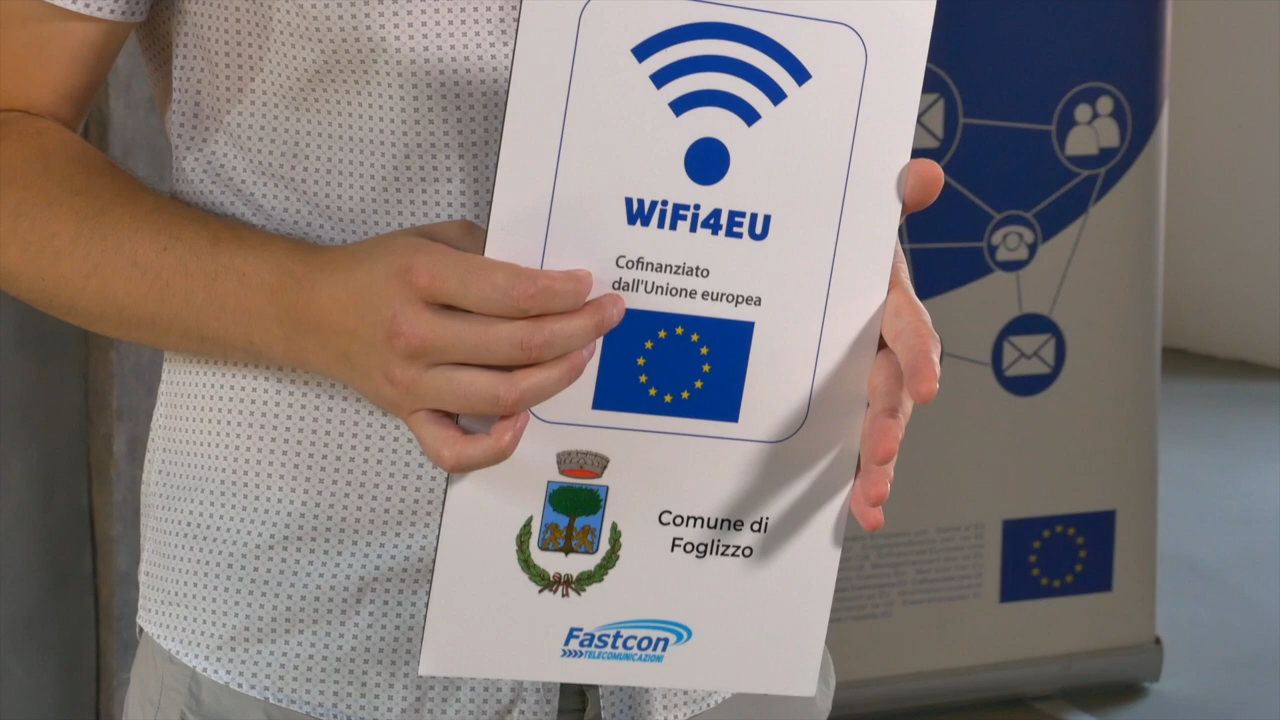 WiFi4EU
Cofinanziato
dall'Unione europea
Comune di
Foglizzo
Fastcon
TELECOMUNICAZIONI